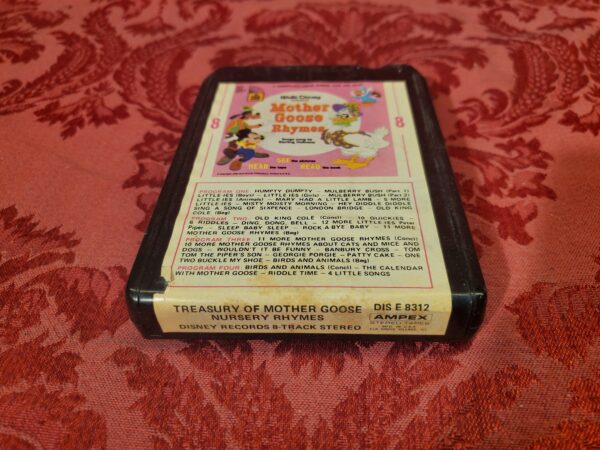 Walt Disney
Mother
Goose
Rhymes
8
8
SEE the pictures
READ the book
PROGRAM ONE HUMPTY DUMPTY – MULBERRY BUSH (Part 1)
LITTLE-IES (Boys) – LITTLE-IES (Girls) – MULBERRY BUSH (Part 2)
LITTLE-IES (Animals) – MARY HAD A LITTLE LAMB – 5 MORE
LITTLE-IES – MISTY MOISTY MORNING – HEY DIDDLE DIDDLE
SING A SONG OF SIXPENCE – LONDON BRIDGE – OLD KING
COLE (Beg)
PROGRAM TWO OLD KING COLE (Concl) – 10 QUICKIES
& RIDDLES – DING, DONG, BELL – 12 MORE LITTLE-IES Peter
Piper – SLEEP BABY SLEEP – ROCK A BYE BABY – 11 MORE
MOTHER GOOSE RHYMES (Beg)
PROGRAM THREE 11 MORE MOTHER GOOSE RHYMES (Concl)
10 MORE MOTHER GOOSE RHYMES ABOUT CATS AND MICE AND
DOGS – WOULDN'T IT BE FUNNY – BANBURY CROSS – TOM
TOM THE PIPER'S SON – GEORGIE PORGIE – PATTY CAKE – ONE
TWO BUCKLE MY SHOE – BIRDS AND ANIMALS (Beg)
PROGRAM FOUR BIRDS AND ANIMALS (Concl) – THE CALENDAR
WITH MOTHER GOOSE – RIDDLE TIME – 4 LITTLE SONGS
TREASURY OF MOTHER GOOSE
NURSERY RHYMES
DISNEY RECORDS 8-TRACK STEREO
DIS E 8312
AMPEX
STEREO TAPES